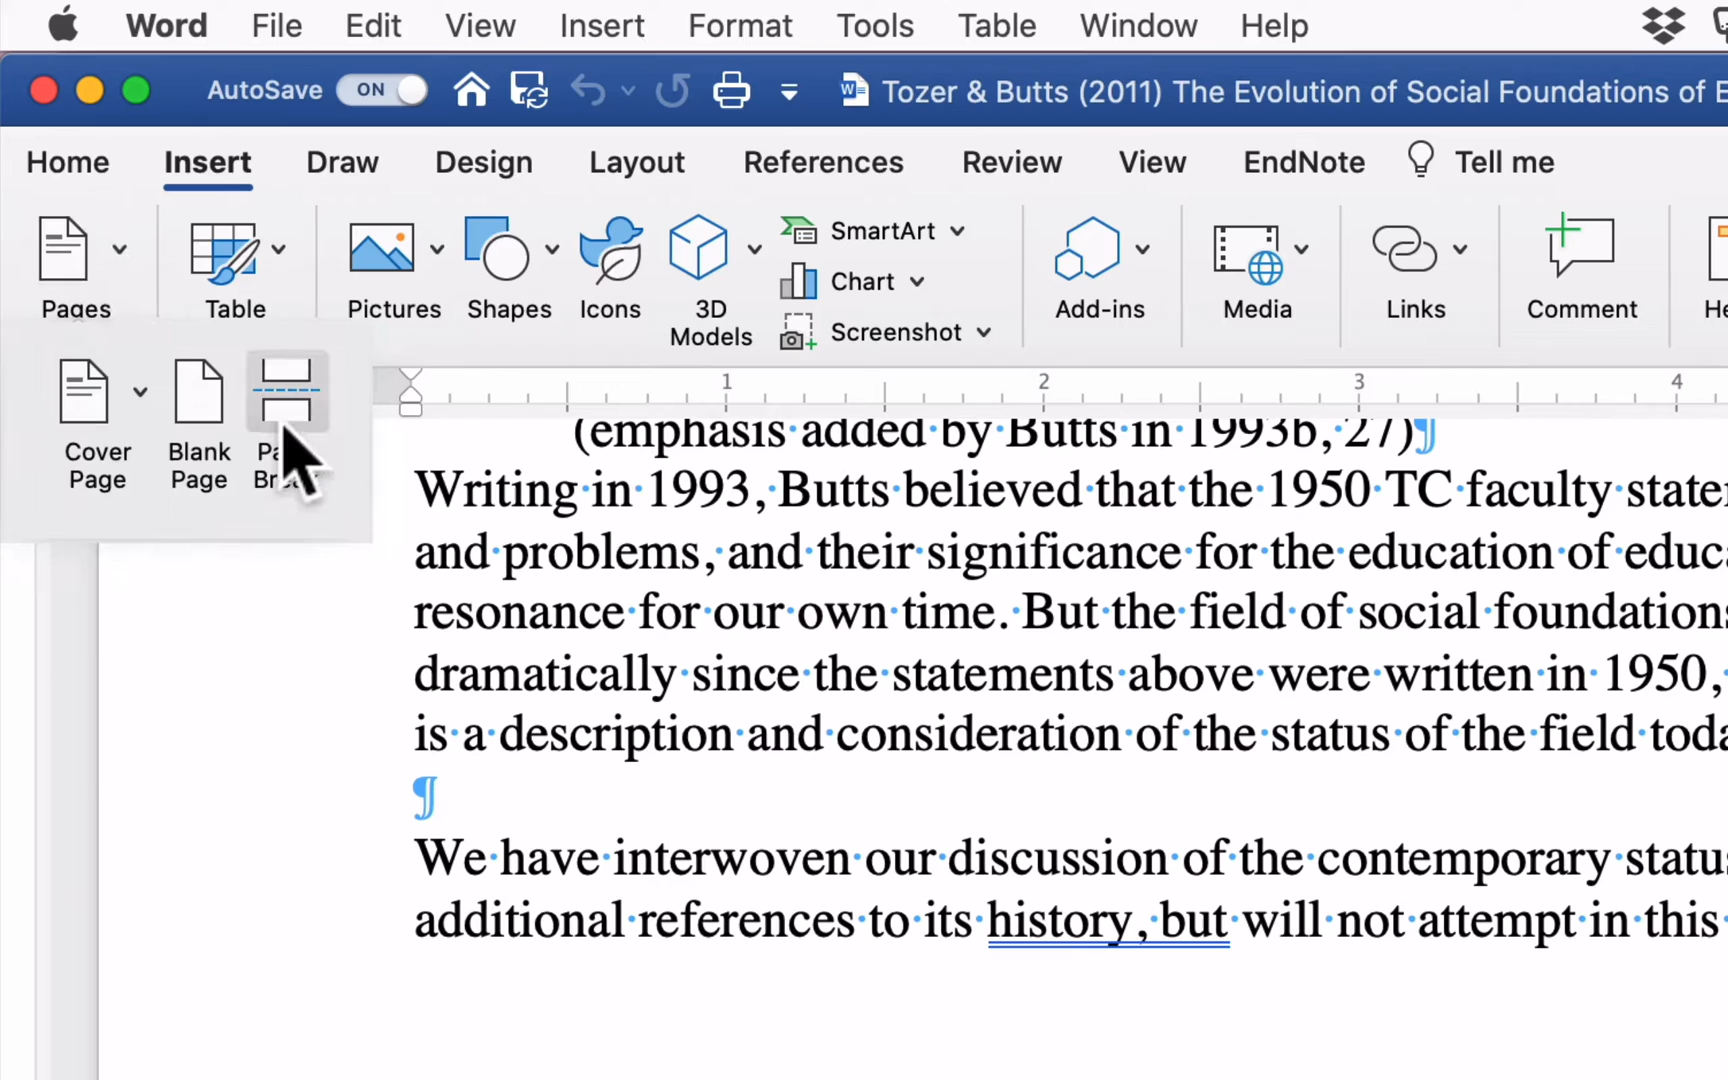 Word File Edit View Insert Format Tools Table Window Help
AutoSave ON Tozer & Butts (2011) The Evolution of Social Foundations of E
Home Insert Draw Design Layout References Review View EndNote Tell me
Pages Table Pictures Shapes Icons 3D Models SmartArt Chart Screenshot Add-ins Media Links Comment
Cover Page
Blank Page
1 2 3 4
(emphasis added by Butts in 1993b, 27)¶
Writing in 1993, Butts believed that the 1950 TC faculty state
and problems, and their significance for the education of educa
resonance for our own time. But the field of social foundations
dramatically since the statements above were written in 1950,
is a description and consideration of the status of the field toda
¶
We have interwoven our discussion of the contemporary statu
additional references to its history, but will not attempt in this